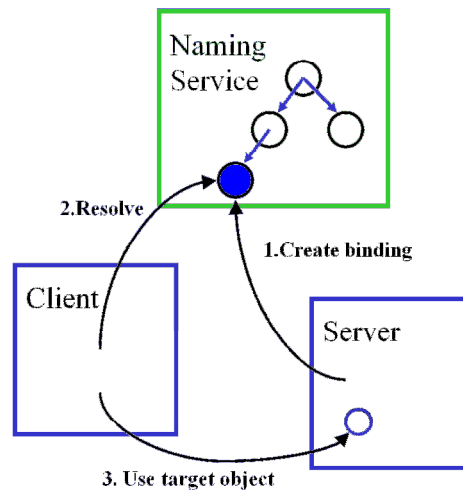 Naming
Service
2.Resolve
1.Create binding
Client
Server
3. Use target object